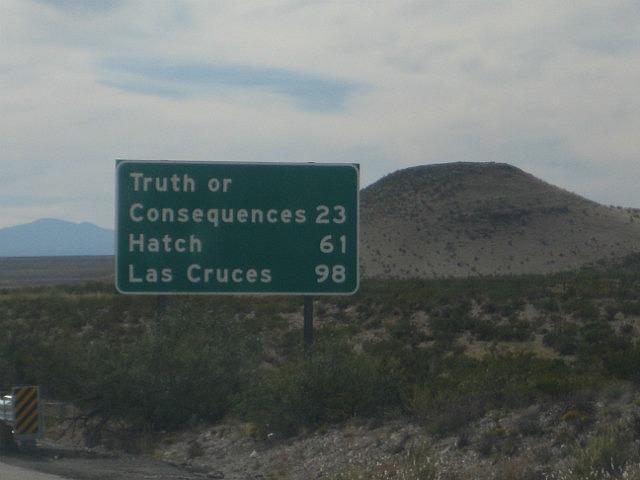 Truth or
Consequences 23
Hatch 61
Las Cruces 98